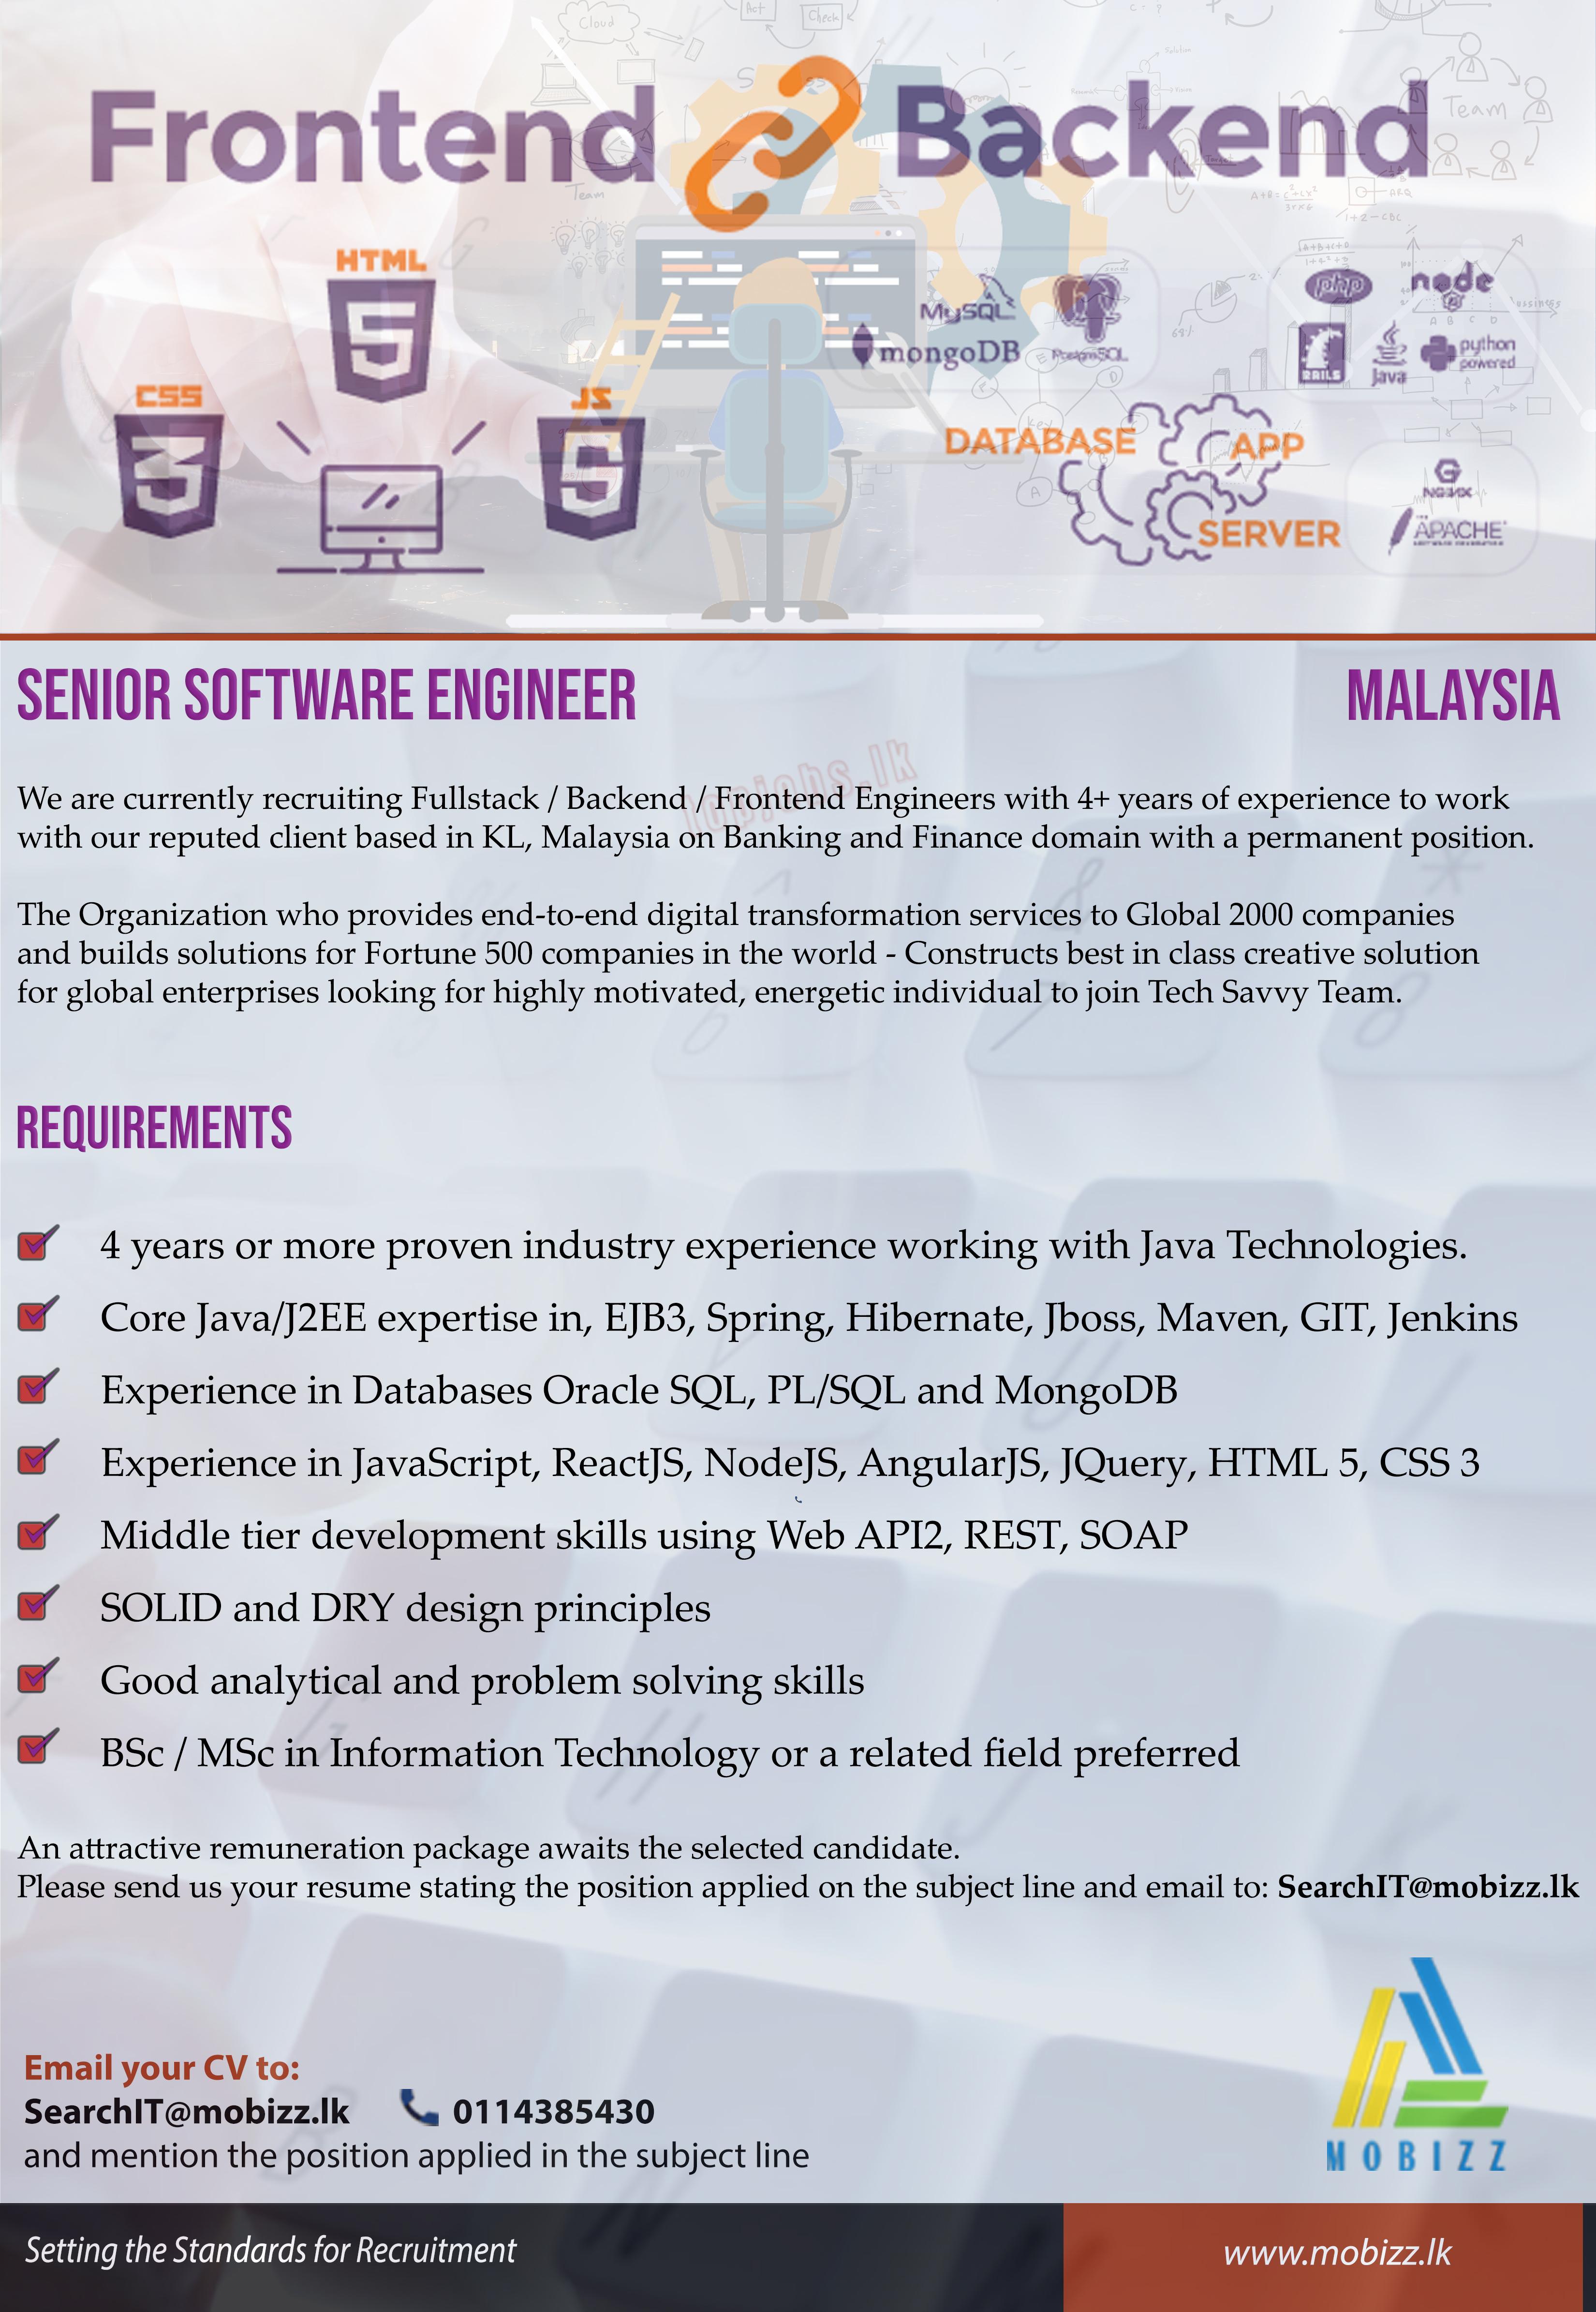 Cloud
Act
Check
Frontend
Backend
Team
Team
HTML
5
CSS
3
JS
MySQL
mongoDB
PostgreSQL
php
node
RAILS
Java
python
powered
DATABASE
APP
SERVER
NGINX
APACHE
SENIOR SOFTWARE ENGINEER
MALAYSIA
topjobs.lk
We are currently recruiting Fullstack / Backend / Frontend Engineers with 4+ years of experience to work
with our reputed client based in KL, Malaysia on Banking and Finance domain with a permanent position.
The Organization who provides end-to-end digital transformation services to Global 2000 companies
and builds solutions for Fortune 500 companies in the world - Constructs best in class creative solution
for global enterprises looking for highly motivated, energetic individual to join Tech Savvy Team.
REQUIREMENTS
4 years or more proven industry experience working with Java Technologies.
Core Java/J2EE expertise in, EJB3, Spring, Hibernate, Jboss, Maven, GIT, Jenkins
Experience in Databases Oracle SQL, PL/SQL and MongoDB
Experience in JavaScript, ReactJS, NodeJS, AngularJS, JQuery, HTML 5, CSS 3
Middle tier development skills using Web API2, REST, SOAP
SOLID and DRY design principles
Good analytical and problem solving skills
BSc / MSc in Information Technology or a related field preferred
An attractive remuneration package awaits the selected candidate.
Please send us your resume stating the position applied on the subject line and email to: SearchIT@mobizz.lk
Email your CV to:
SearchIT@mobizz.lk 0114385430
and mention the position applied in the subject line
MOBIZZ
Setting the Standards for Recruitment
www.mobizz.lk